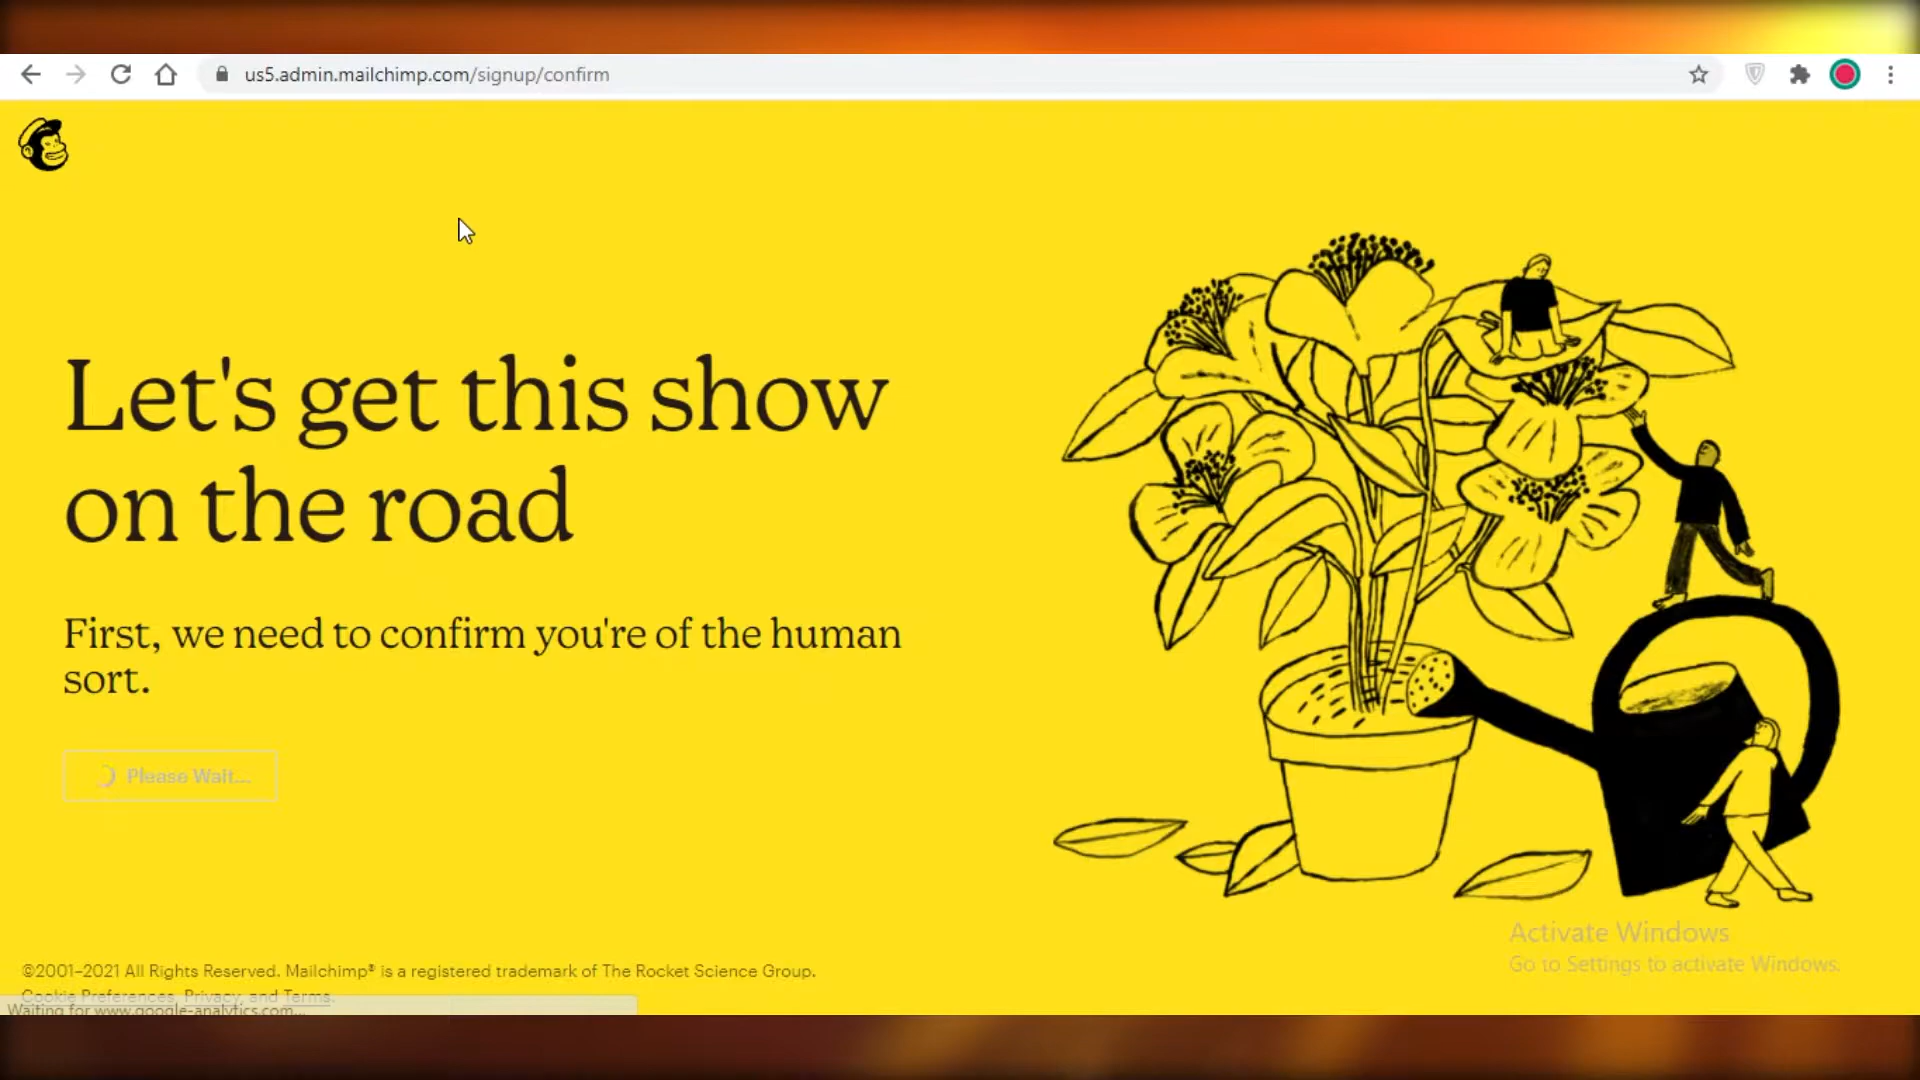 us5.admin.mailchimp.com/signup/confirm
Let's get this show
on the road
First, we need to confirm you're of the human
sort.
Please Wait...
Activate Windows
Go to Settings to activate Windows.
©2001–2021 All Rights Reserved. Mailchimp® is a registered trademark of The Rocket Science Group.
Cookie Preferences, Privacy, and Terms.
Waiting for www.google-analytics.com...